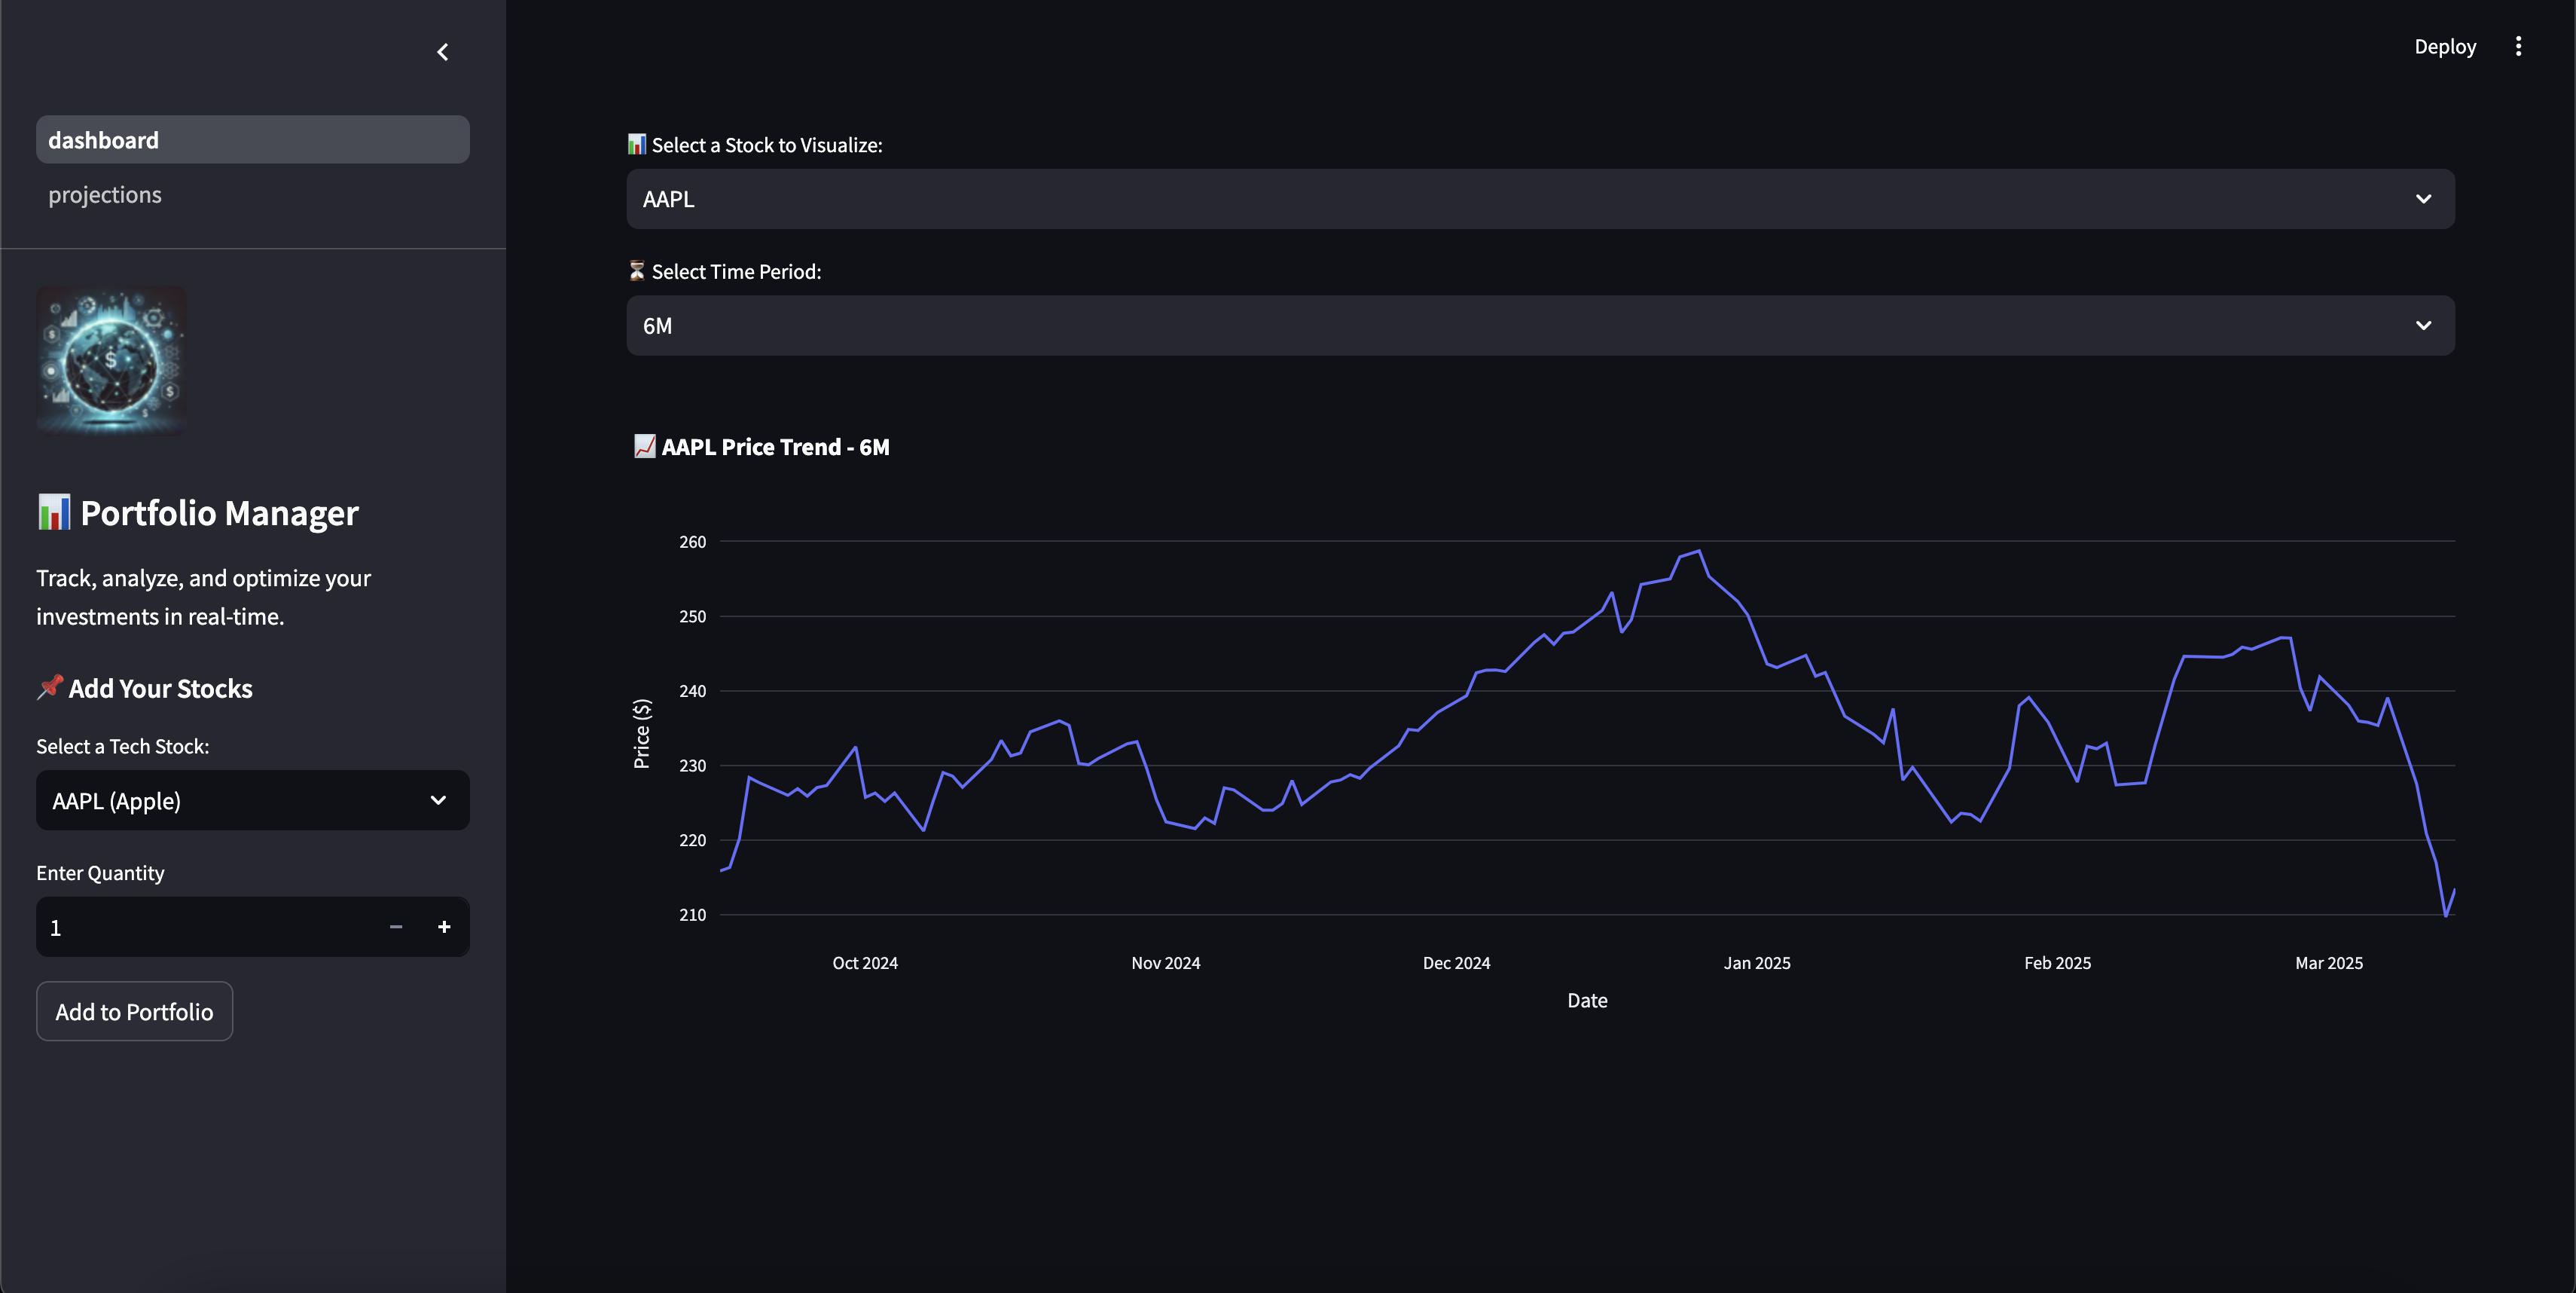 dashboard
projections
📊 Portfolio Manager
Track, analyze, and optimize your
investments in real-time.
📌 Add Your Stocks
Select a Tech Stock:
AAPL (Apple)
Enter Quantity
1
Add to Portfolio
Deploy
📊 Select a Stock to Visualize:
AAPL
⏳ Select Time Period:
6M
📈 AAPL Price Trend - 6M
Price ($)
260
250
240
230
220
210
Oct 2024
Nov 2024
Dec 2024
Jan 2025
Feb 2025
Mar 2025
Date